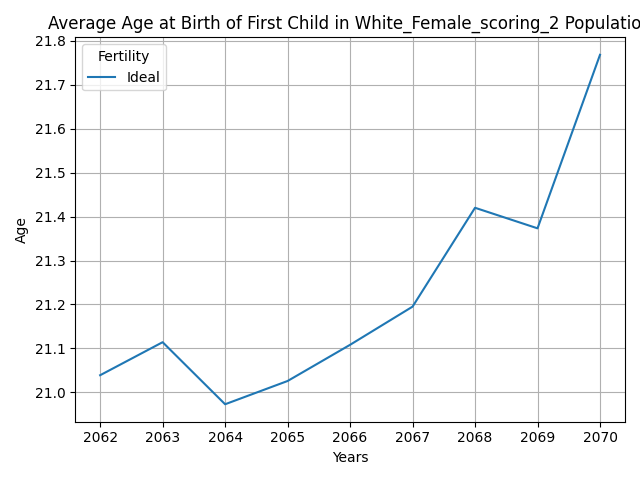 Average Age at Birth of First Child in White_Female_scoring_2 Populatio
Fertility
Ideal
21.8
21.7
21.6
21.5
21.4
21.3
21.2
21.1
21.0
Age
2062 2063 2064 2065 2066 2067 2068 2069 2070
Years